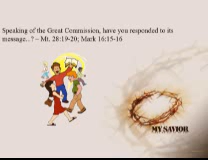 Speaking of the Great Commission, have you responded to its
message..? – Mt. 28:19-20; Mark 16:15-16
MY SAVIOR